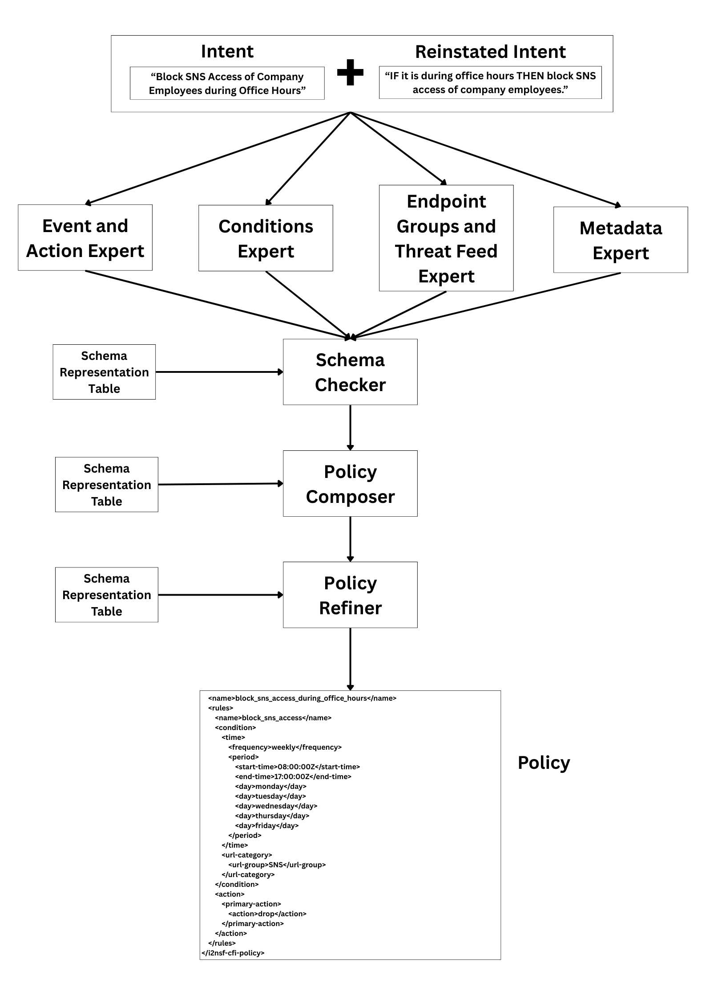 Intent
“Block SNS Access of Company
Employees during Office Hours”
Reinstated Intent
“IF it is during office hours THEN block SNS
access of company employees.”
Event and
Action Expert
Conditions
Expert
Endpoint
Groups and
Threat Feed
Expert
Metadata
Expert
Schema
Representation
Table
Schema
Checker
Schema
Representation
Table
Policy
Composer
Schema
Representation
Table
Policy
Refiner
<name>block_sns_access_during_office_hours</name>
<rules>
<name>block_sns_access</name>
<condition>
<time>
<frequency>weekly</frequency>
<period>
<start-time>08:00:00Z</start-time>
<end-time>17:00:00Z</end-time>
<day>monday</day>
<day>tuesday</day>
<day>wednesday</day>
<day>thursday</day>
<day>friday</day>
</period>
</time>
<url-category>
<url-group>SNS</url-group>
</url-category>
</condition>
<action>
<primary-action>
<action>drop</action>
</primary-action>
</action>
</rules>
</i2nsf-cfi-policy>
Policy